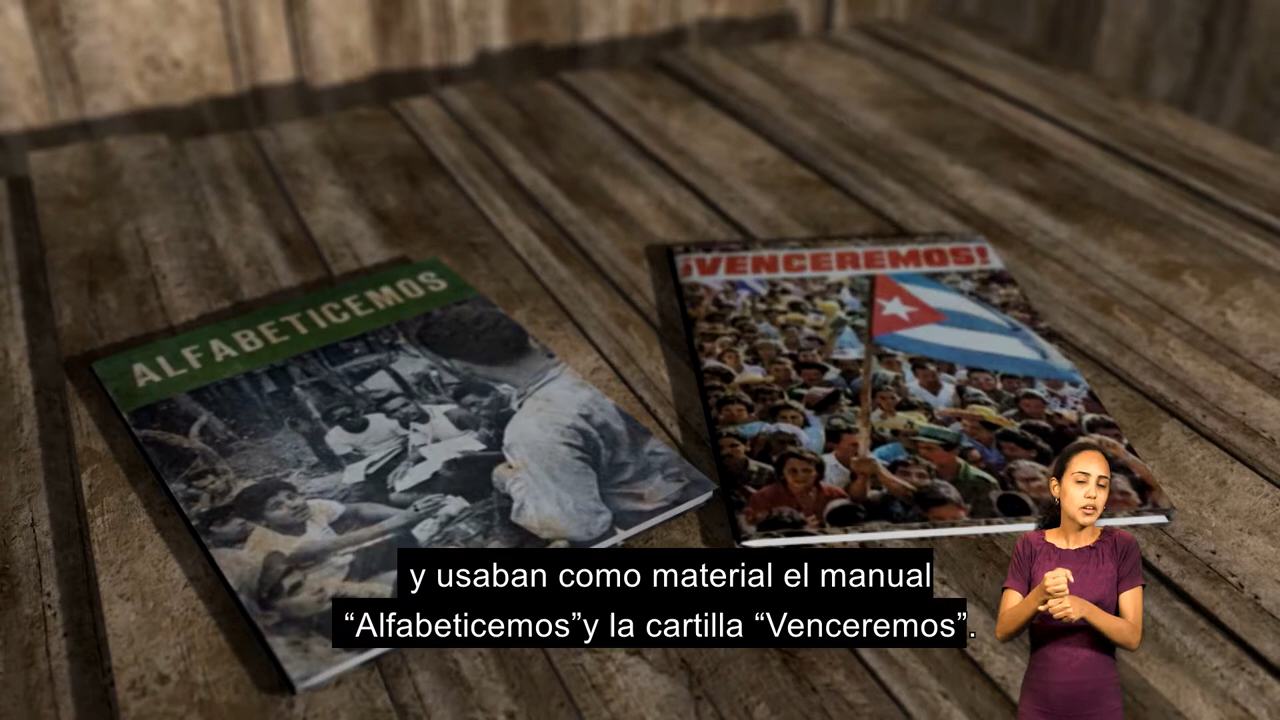 ALFABETICEMOS
¡VENCEREMOS!
y usaban como material el manual
“Alfabeticemos”y la cartilla “Venceremos”.